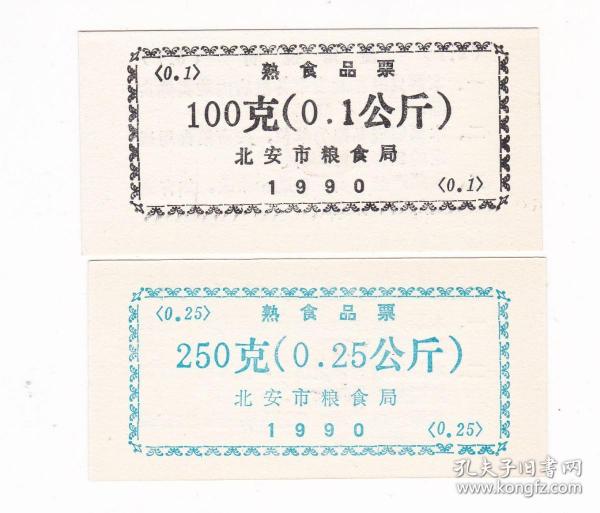 〈0.1〉 熟食品票
100克(0.1公斤)
北安市粮食局
1990 〈0.1〉
〈0.25〉 熟食品票
250克(0.25公斤)
北安市粮食局
1990 〈0.25〉
孔夫子旧书网
www.kongfz.com